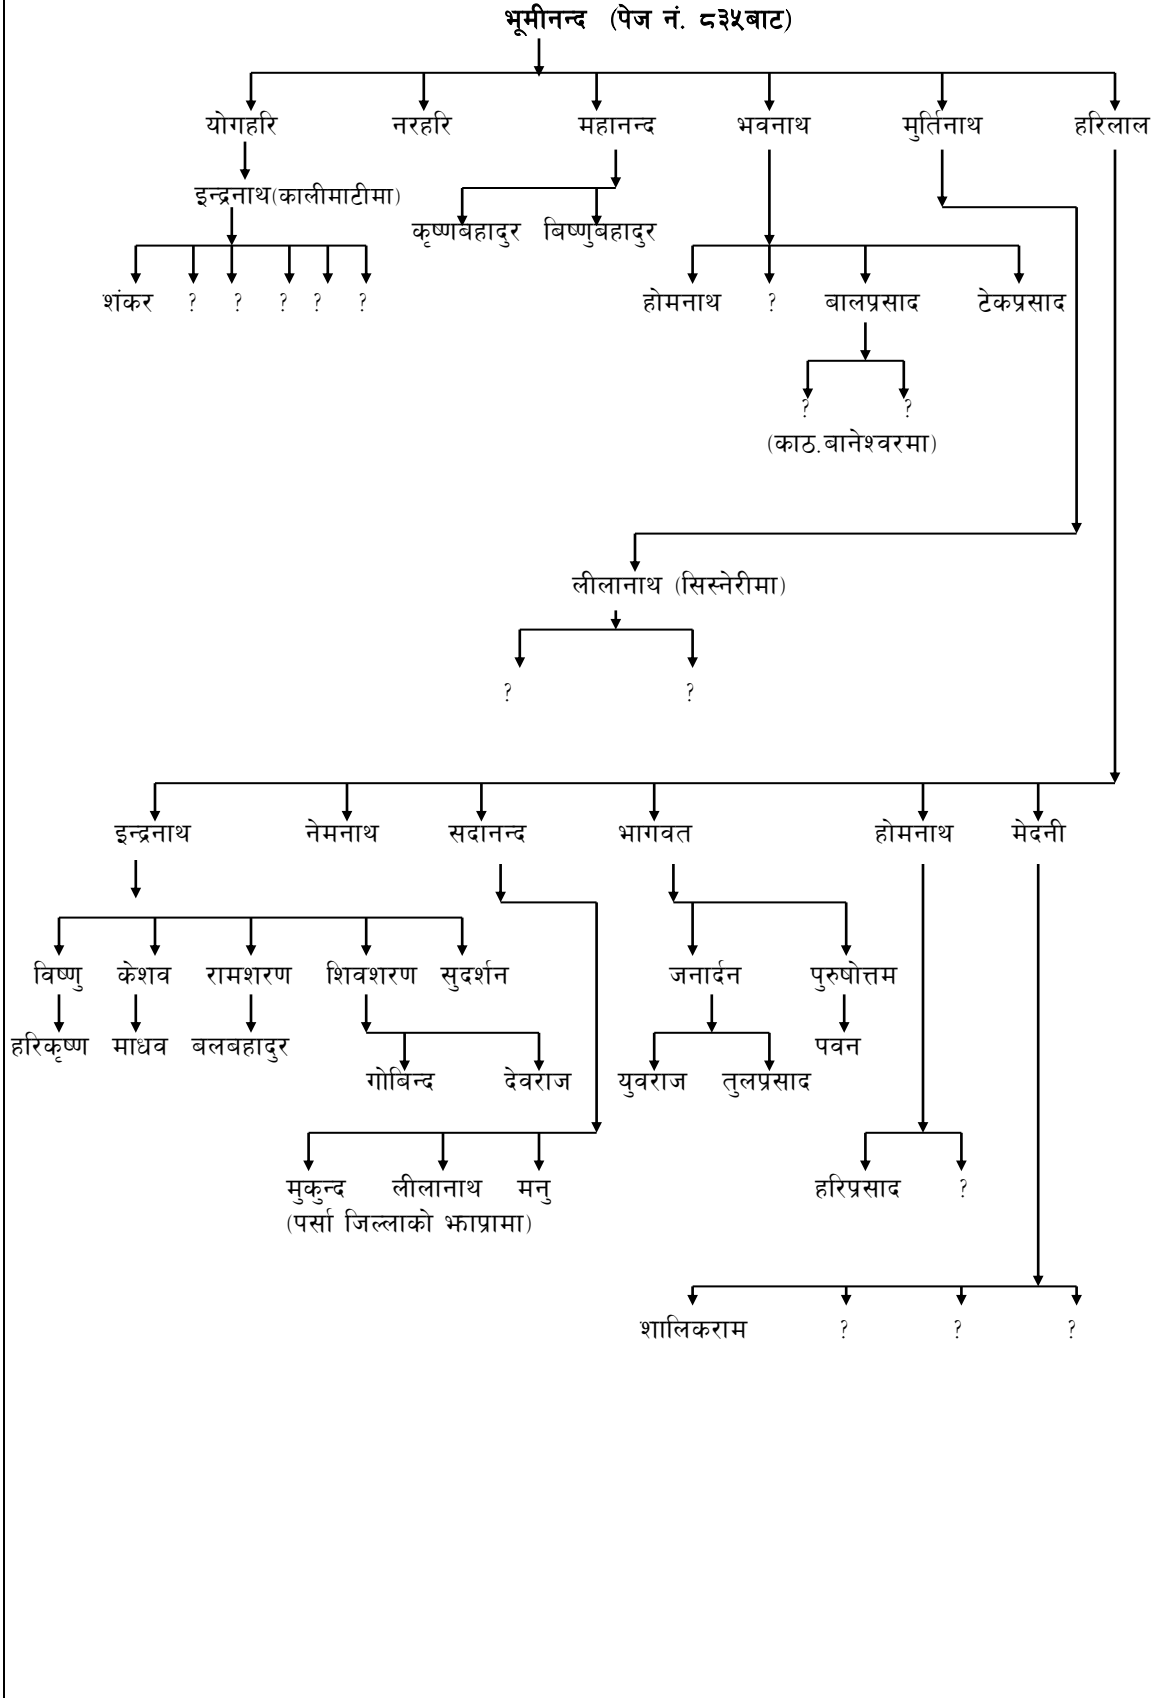 भूमीनन्द (पेज नं. ८३५बाट)
योगहरि नरहरि महानन्द भवनाथ मुर्तिनाथ हरिलाल
इन्द्रनाथ(कालीमाटीमा)
कृष्णबहादुर बिष्णुबहादुर
शंकर ? ? ? ? ? होमनाथ ? बालप्रसाद टेकप्रसाद
? ?
(काठ.बानेश्वरमा)
लीलानाथ (सिस्नेरीमा)
? ?
इन्द्रनाथ नेमनाथ सदानन्द भागवत होमनाथ मेदनी
विष्णु केशव रामशरण शिवशरण सुदर्शन जनार्दन पुरुषोत्तम
हरिकृष्ण माधव बलबहादुर पवन
गोबिन्द देवराज युवराज तुलप्रसाद
मुकुन्द लीलानाथ मनु हरिप्रसाद ?
(पर्सा जिल्लाको झाप्रामा)
शालिकराम ? ? ?